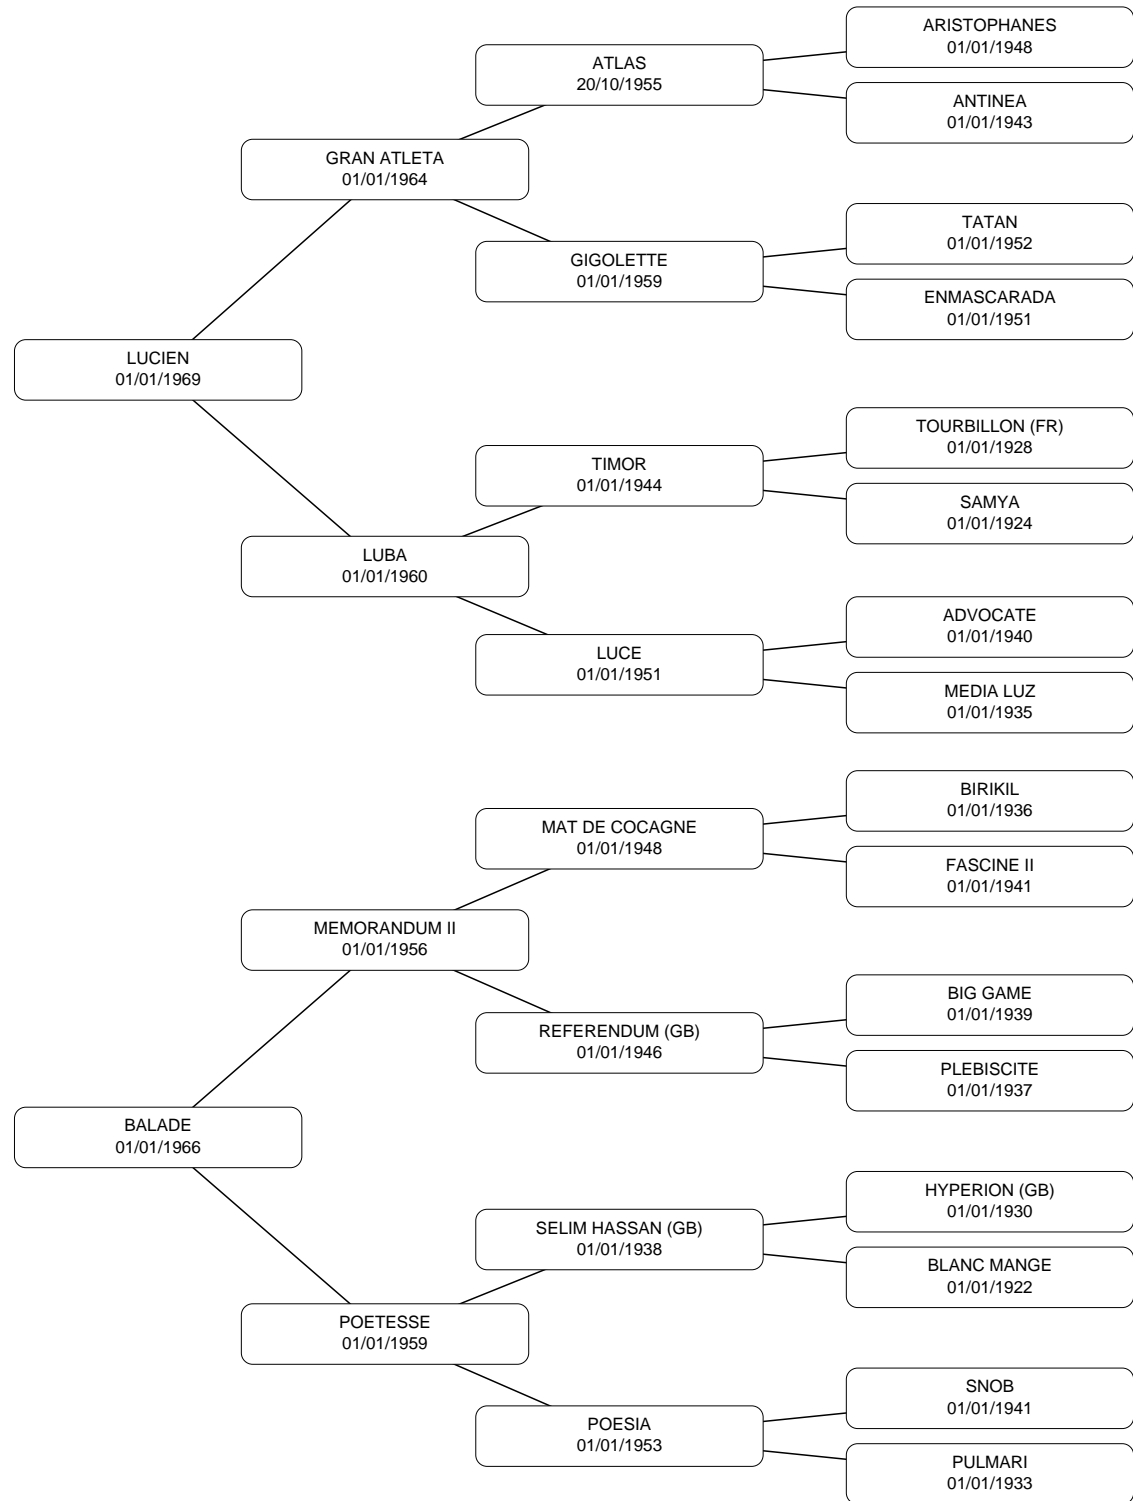 ARISTOPHANES
01/01/1948
ATLAS
20/10/1955
ANTINEA
01/01/1943
GRAN ATLETA
01/01/1964
TATAN
01/01/1952
GIGOLETTE
01/01/1959
ENMASCARADA
01/01/1951
LUCIEN
01/01/1969
TOURBILLON (FR)
01/01/1928
TIMOR
01/01/1944
SAMYA
01/01/1924
LUBA
01/01/1960
ADVOCATE
01/01/1940
LUCE
01/01/1951
MEDIA LUZ
01/01/1935
BIRIKIL
01/01/1936
MAT DE COCAGNE
01/01/1948
FASCINE II
01/01/1941
MEMORANDUM II
01/01/1956
BIG GAME
01/01/1939
REFERENDUM (GB)
01/01/1946
PLEBISCITE
01/01/1937
BALADE
01/01/1966
HYPERION (GB)
01/01/1930
SELIM HASSAN (GB)
01/01/1938
BLANC MANGE
01/01/1922
POETESSE
01/01/1959
SNOB
01/01/1941
POESIA
01/01/1953
PULMARI
01/01/1933